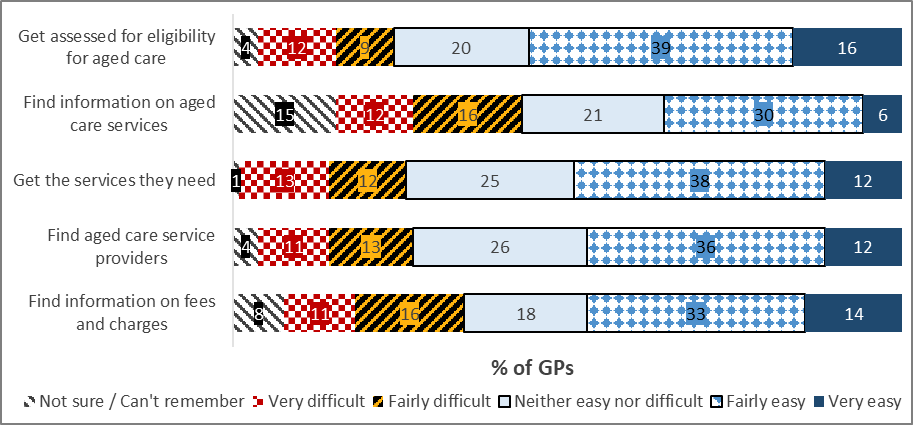 Get assessed for eligibility
for aged care
4 12 9 20 39 16
Find information on aged
care services
15 12 16 21 30 6
Get the services they need
1 13 12 25 38 12
Find aged care service
providers
4 11 13 26 36 12
Find information on fees
and charges
8 11 16 18 33 14
% of GPs
Not sure / Can't remember Very difficult Fairly difficult Neither easy nor difficult Fairly easy Very easy